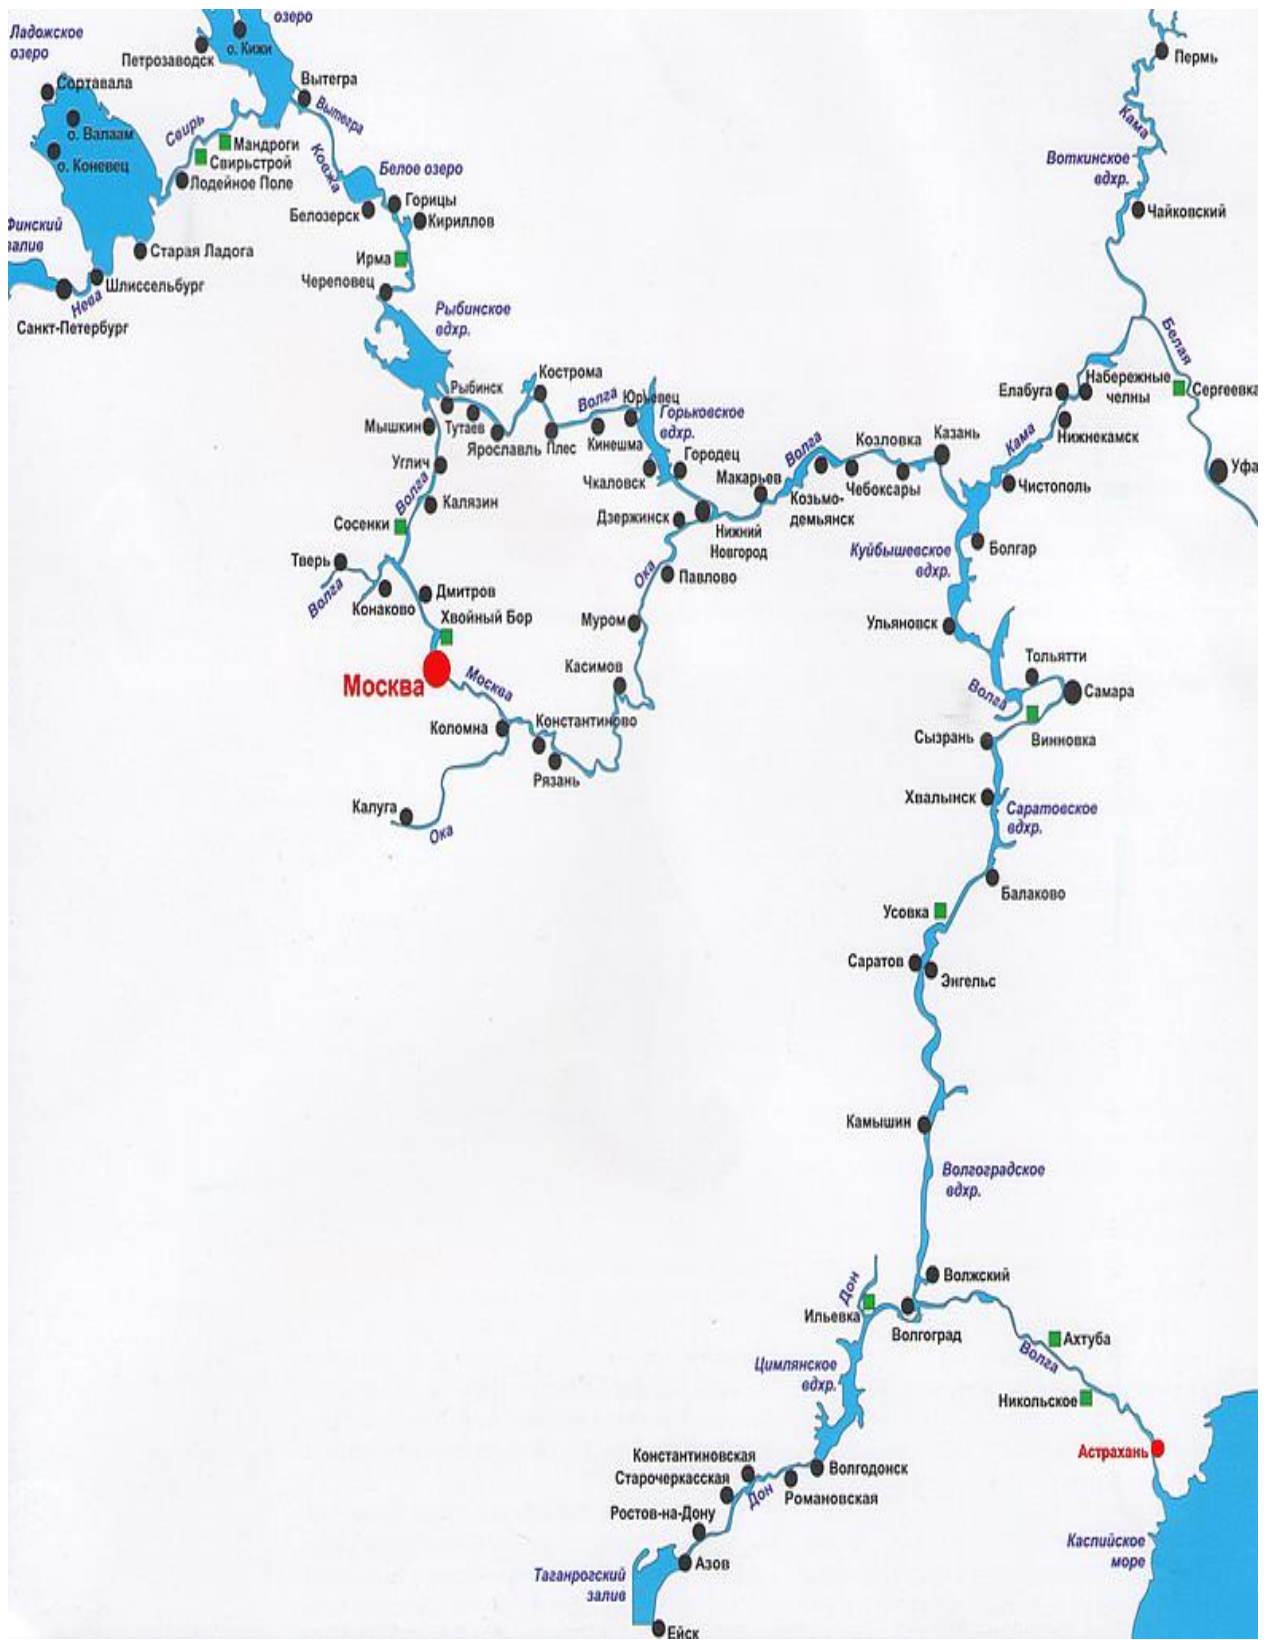 озеро
Ладожское
озеро
о. Кижи
Петрозаводск
Пермь
Вытегра
Сортавала
Вытегра
Кама
Свирь
о. Валаам
Мандроги
Свирьстрой
Ковжа
Воткинское
вдхр.
о. Коневец
Белое озеро
Лодейное Поле
Горицы
Белозерск
Кириллов
Чайковский
Финский
залив
Старая Ладога
Ирма
Череповец
Шлиссельбург
Нева
Санкт-Петербург
Рыбинское
вдхр.
Белая
Кострома
Рыбинск
Волга
Юрьевец
Елабуга
Набережные
челны
Сергеевка
Горьковское
вдхр.
Мышкин
Тутаев
Ярославль
Плес
Кинешма
Казань
Козловка
Волга
Кама
Нижнекамск
Углич
Городец
Чкаловск
Макарьев
Чебоксары
Уфа
Чистополь
Волга
Калязин
Козьмо-
демьянск
Сосенки
Дзержинск
Нижний
Новгород
Куйбышевское
вдхр.
Болгар
Тверь
Волга
Конаково
Дмитров
Ока
Павлово
Хвойный Бор
Муром
Ульяновск
Касимов
Тольятти
Москва
Москва
Волга
Самара
Коломна
Константиново
Сызрань
Винновка
Рязань
Хвалынск
Саратовское
вдхр.
Калуга
Ока
Балаково
Усовка
Саратов
Энгельс
Камышин
Волгоградское
вдхр.
Волжский
Дон
Ильевка
Волгоград
Ахтуба
Волга
Цимлянское
вдхр.
Никольское
Астрахань
Константиновская
Старочеркасская
Волгодонск
Дон
Романовская
Ростов-на-Дону
Каспийское
море
Азов
Таганрогский
залив
Ейск